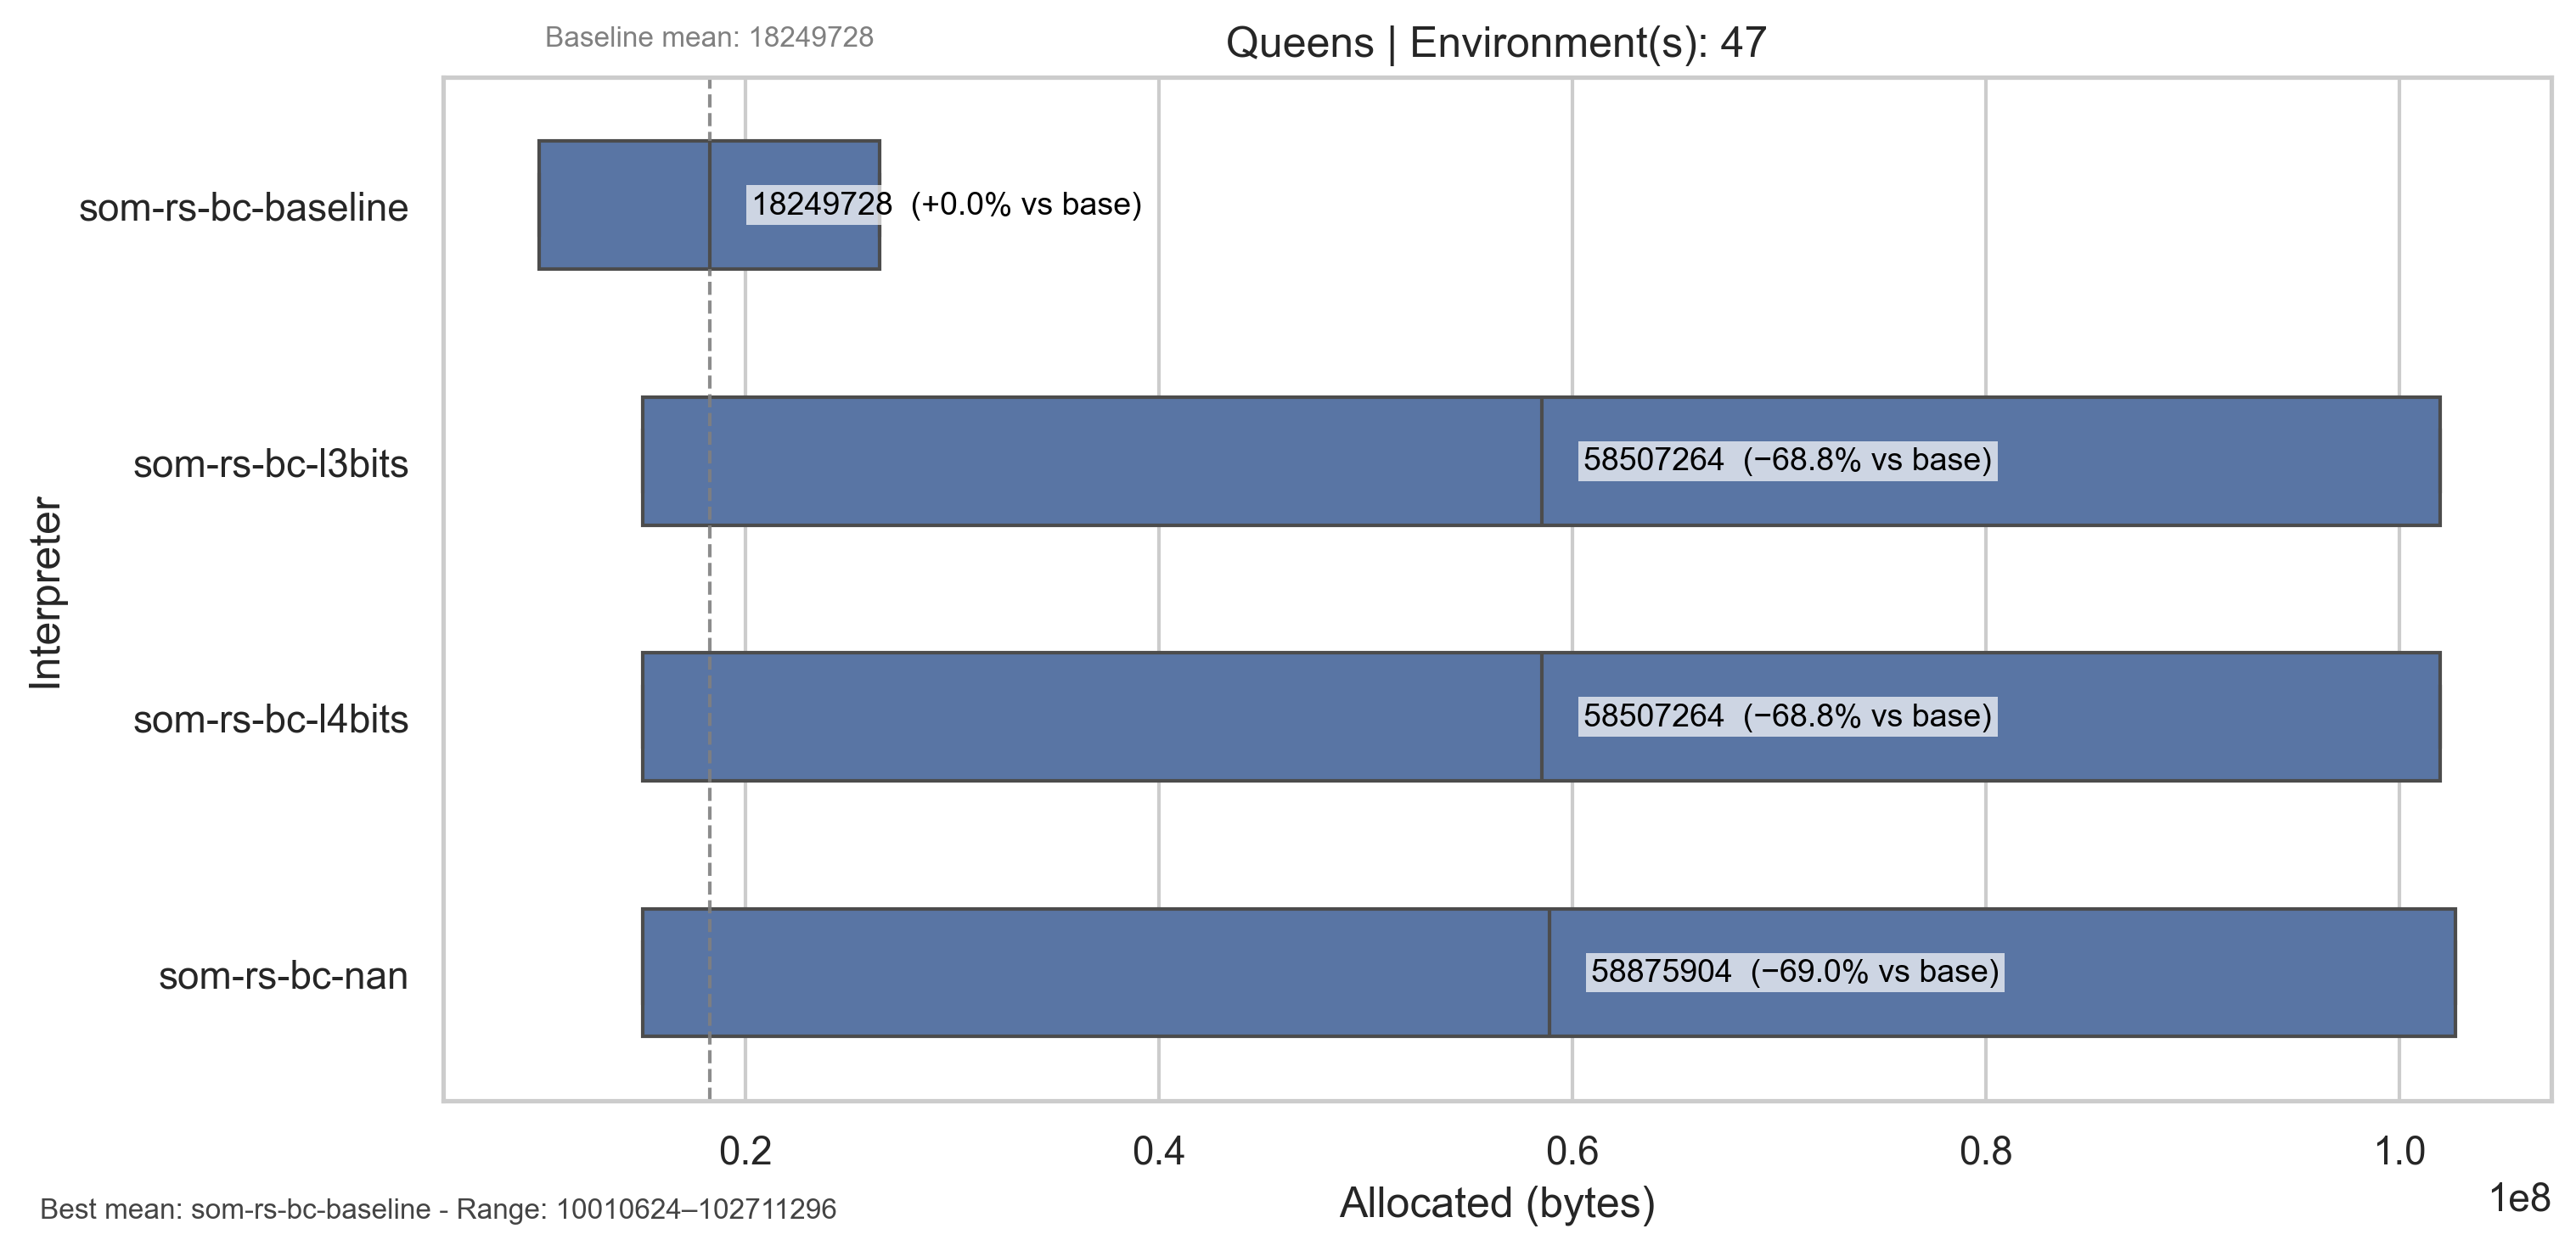 Baseline mean: 18249728
Queens | Environment(s): 47
som-rs-bc-baseline
18249728  (+0.0% vs base)
som-rs-bc-l3bits
58507264  (−68.8% vs base)
som-rs-bc-l4bits
58507264  (−68.8% vs base)
som-rs-bc-nan
58875904  (−69.0% vs base)
Interpreter
0.2 0.4 0.6 0.8 1.0
1e8
Allocated (bytes)
Best mean: som-rs-bc-baseline - Range: 10010624–102711296